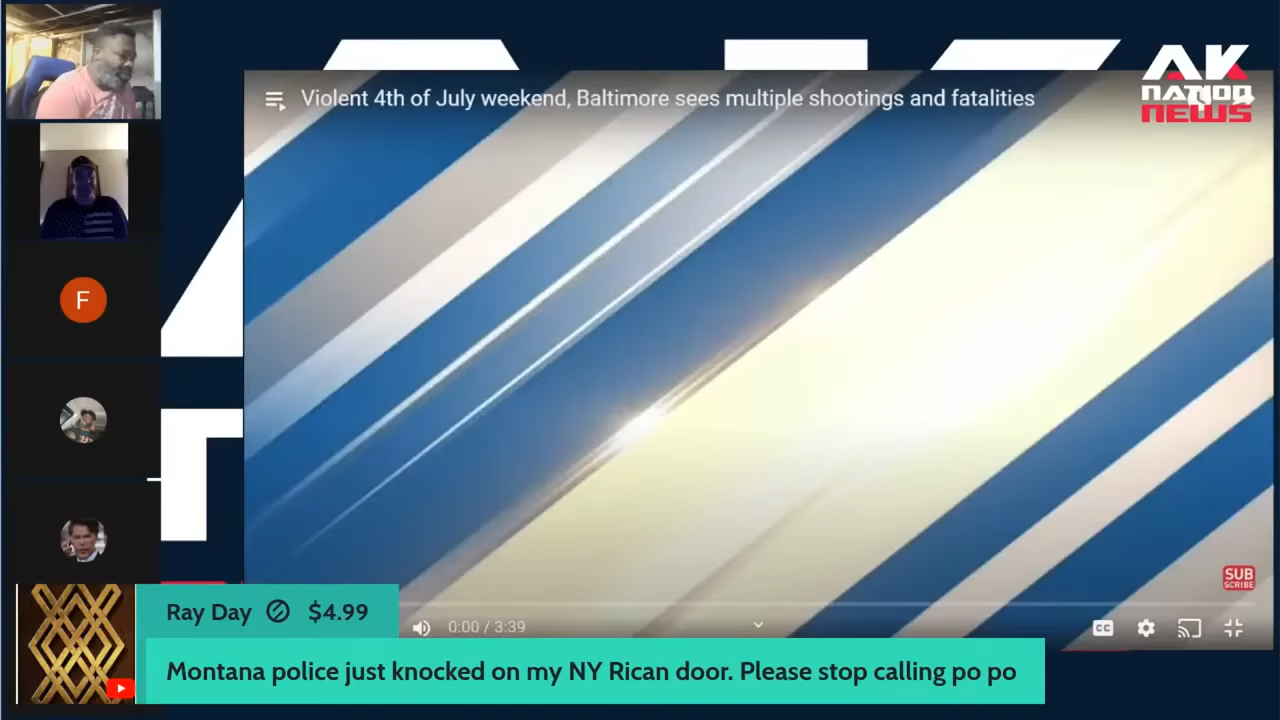 Violent 4th of July weekend, Baltimore sees multiple shootings and fatalities
AK
NATION
NEWS
F
SUB
SCRIBE
Ray Day $4.99
0:00 / 3:39
CC
Montana police just knocked on my NY Rican door. Please stop calling po po